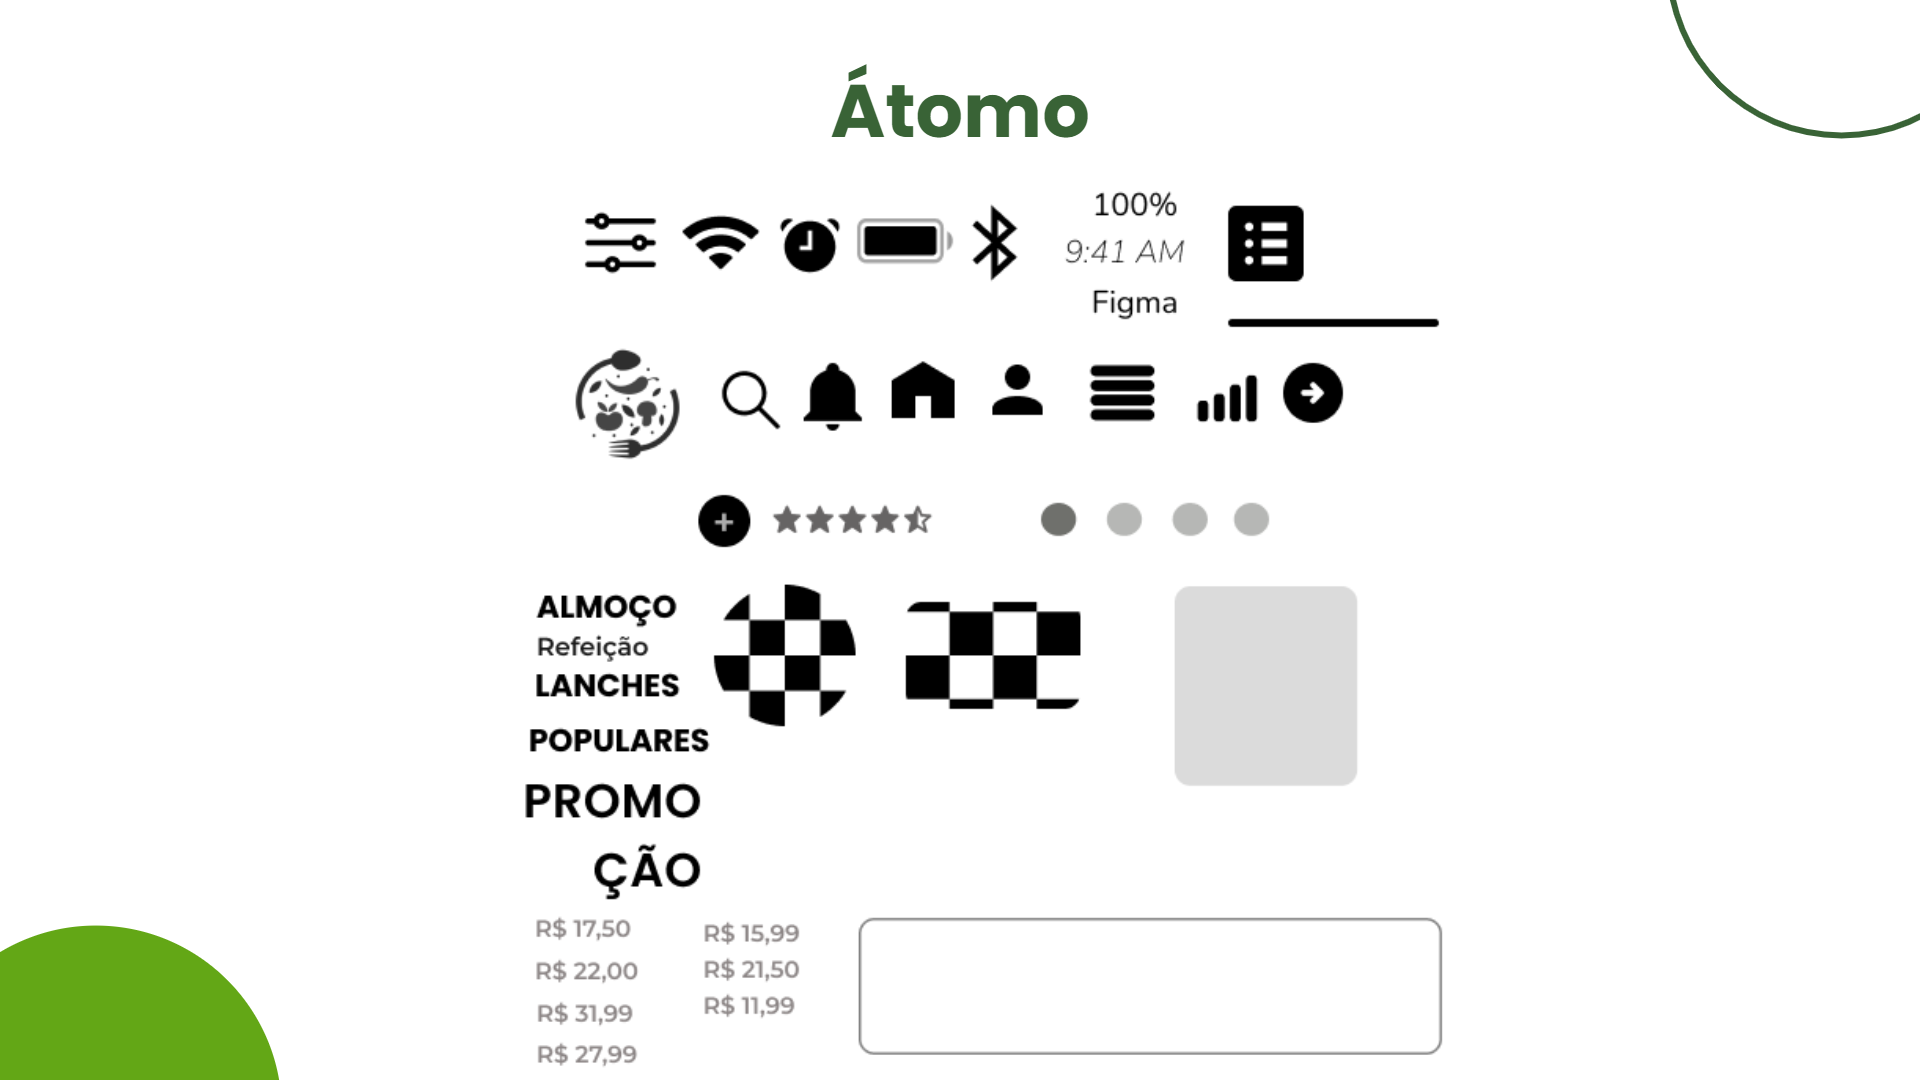 Átomo
100%
9:41 AM
Figma
ALMOÇO
Refeição
LANCHES
POPULARES
PROMO
ÇÃO
R$ 17,50
R$ 22,00
R$ 31,99
R$ 27,99
R$ 15,99
R$ 21,50
R$ 11,99